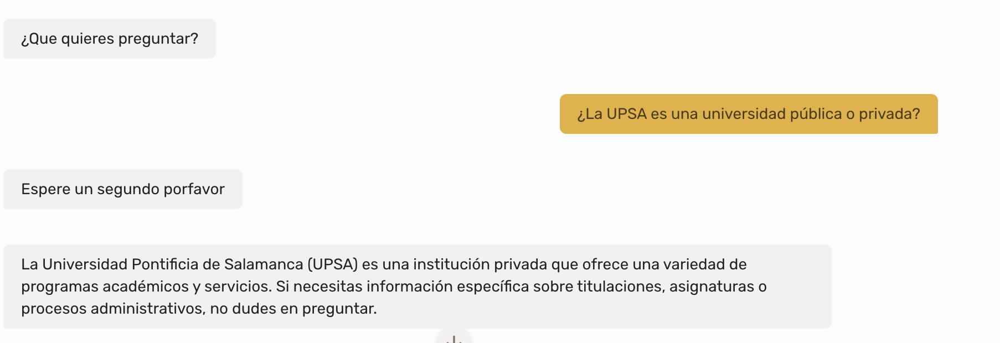 ¿Que quieres preguntar?
¿La UPSA es una universidad pública o privada?
Espere un segundo porfavor
La Universidad Pontificia de Salamanca (UPSA) es una institución privada que ofrece una variedad de
programas académicos y servicios. Si necesitas información específica sobre titulaciones, asignaturas o
procesos administrativos, no dudes en preguntar.